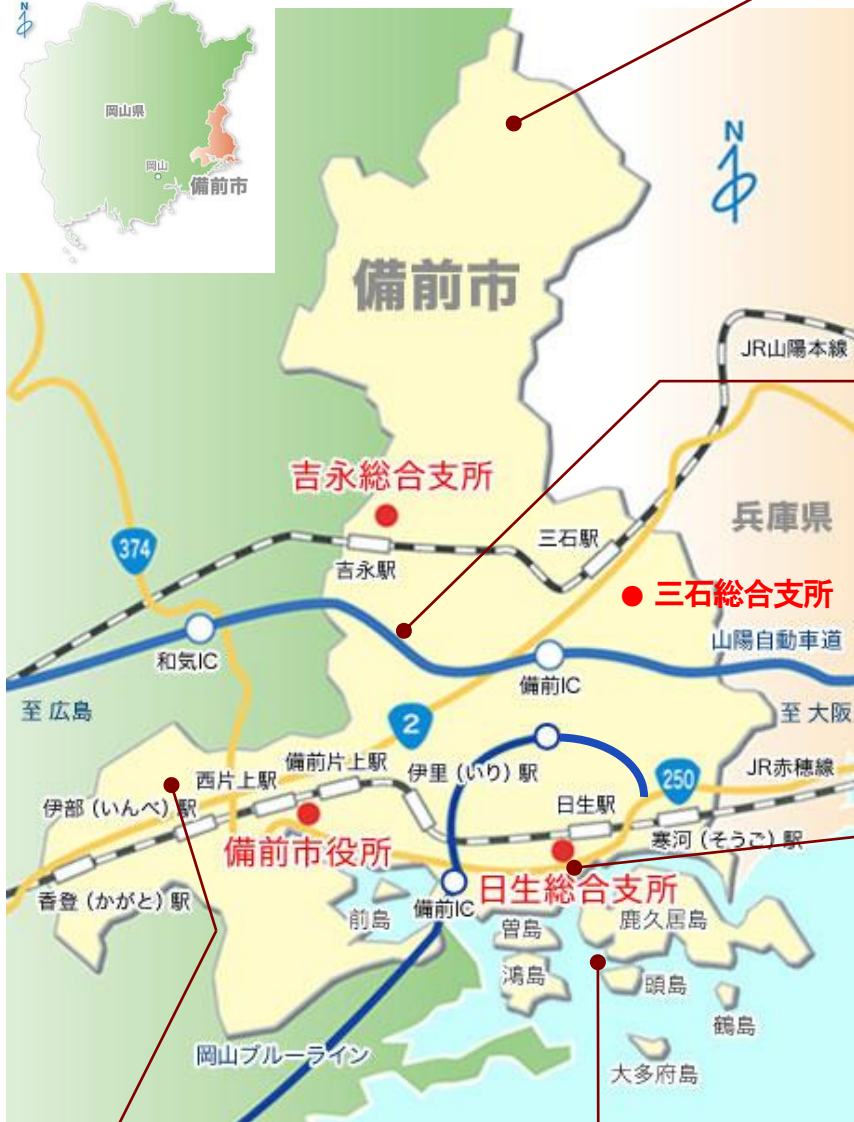 N
岡山県
岡山
備前市
N
備前市
JR山陽本線
吉永総合支所
兵庫県
374
三石駅
吉永駅
三石総合支所
山陽自動車道
和気IC
備前IC
至 広島
至 大阪
2
備前片上駅
西片上駅
伊里（いり）駅
JR赤穂線
250
伊部（いんべ）駅
日生駅
備前市役所
寒河（そうご）駅
香登（かがと）駅
日生総合支所
備前IC
前島
曽島
鹿久居島
鴻島
頭島
鶴島
岡山ブルーライン
大多府島